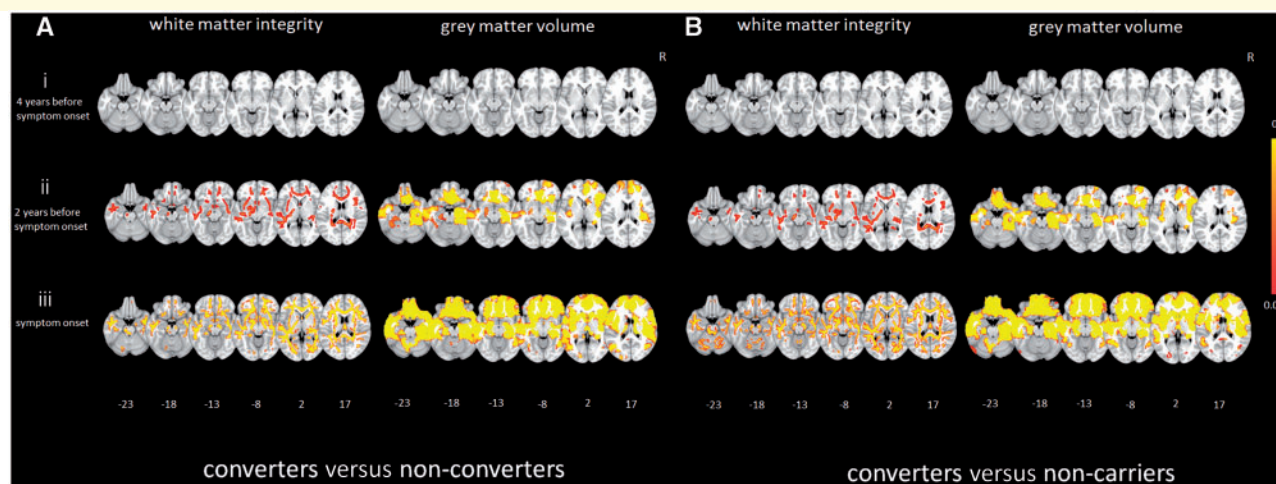 A white matter integrity grey matter volume B white matter integrity grey matter volume
R R
i
4 years before
symptom onset
ii
2 years before
symptom onset
iii
symptom onset
-23 -18 -13 -8 2 17 -23 -18 -13 -8 2 17 -23 -18 -13 -8 2 17 -23 -18 -13 -8 2 17
converters versus non-converters converters versus non-carriers